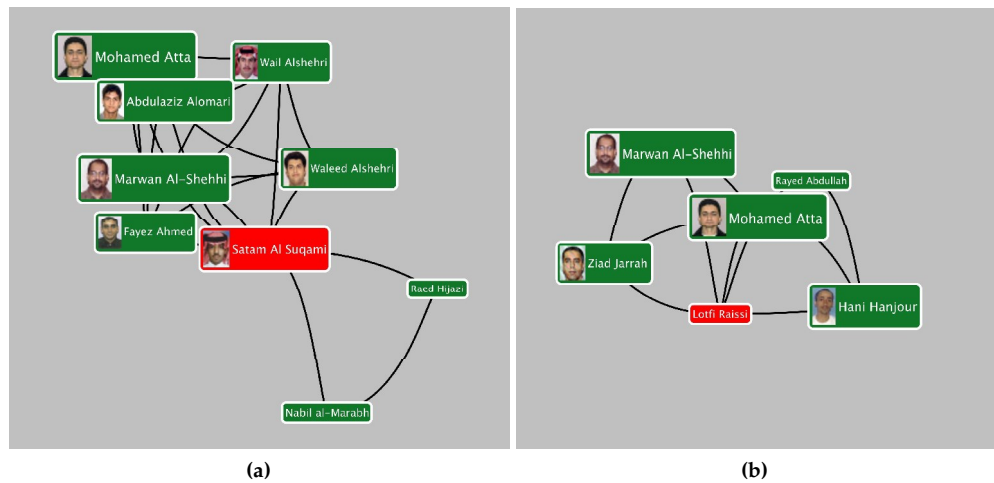 Mohamed Atta
Wail Alshehri
Abdulaziz Alomari
Marwan Al-Shehhi
Waleed Alshehri
Fayez Ahmed
Satam Al Suqami
Raed Hijazi
Nabil al-Marabh
(a)
Marwan Al-Shehhi
Rayed Abdullah
Mohamed Atta
Ziad Jarrah
Hani Hanjour
Lotfi Raissi
(b)